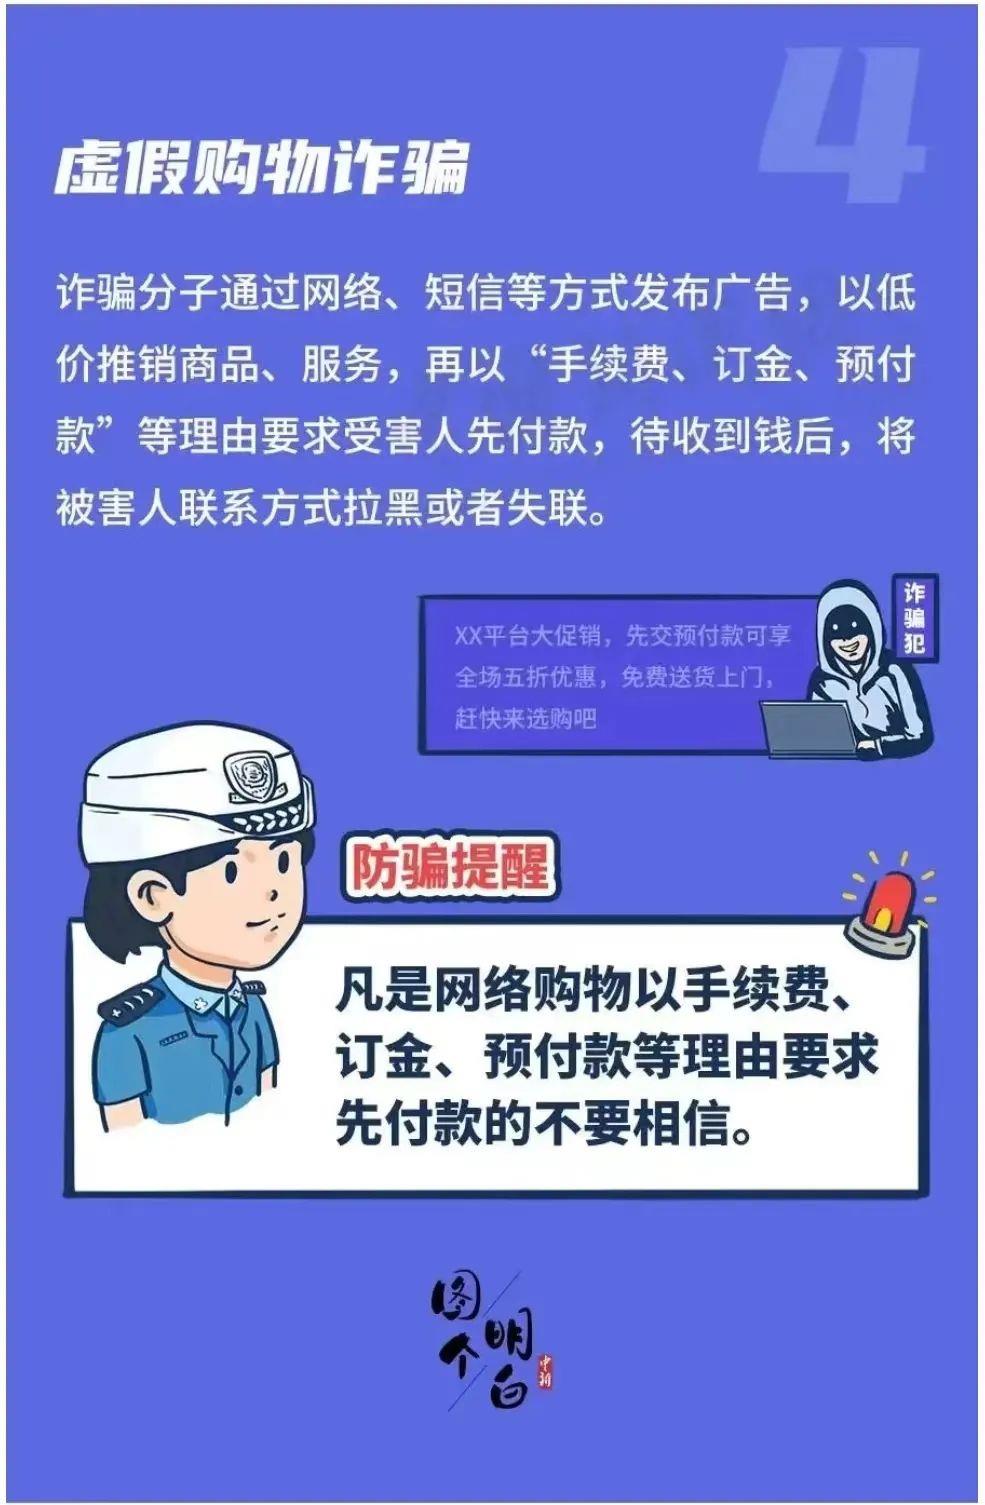 4
虚假购物诈骗
诈骗分子通过网络、短信等方式发布广告，以低
价推销商品、服务，再以“手续费、订金、预付
款”等理由要求受害人先付款，待收到钱后，将
被害人联系方式拉黑或者失联。
诈骗犯
XX平台大促销，先交预付款可享
全场五折优惠，免费送货上门，
赶快来选购吧
防骗提醒
凡是网络购物以手续费、
订金、预付款等理由要求
先付款的不要相信。
图个明白
中新